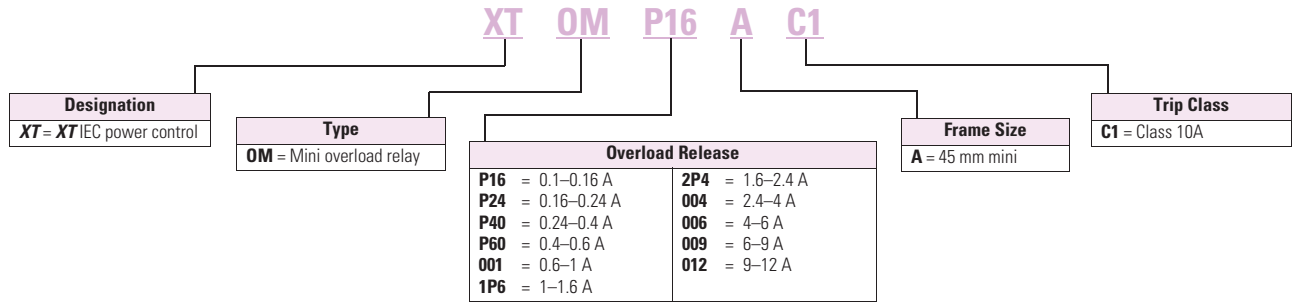 XT OM P16 A C1
Designation
XT = XT IEC power control
Type
OM = Mini overload relay
Overload Release
P16 = 0.1–0.16 A
P24 = 0.16–0.24 A
P40 = 0.24–0.4 A
P60 = 0.4–0.6 A
001 = 0.6–1 A
1P6 = 1–1.6 A
2P4 = 1.6–2.4 A
004 = 2.4–4 A
006 = 4–6 A
009 = 6–9 A
012 = 9–12 A
Frame Size
A = 45 mm mini
Trip Class
C1 = Class 10A